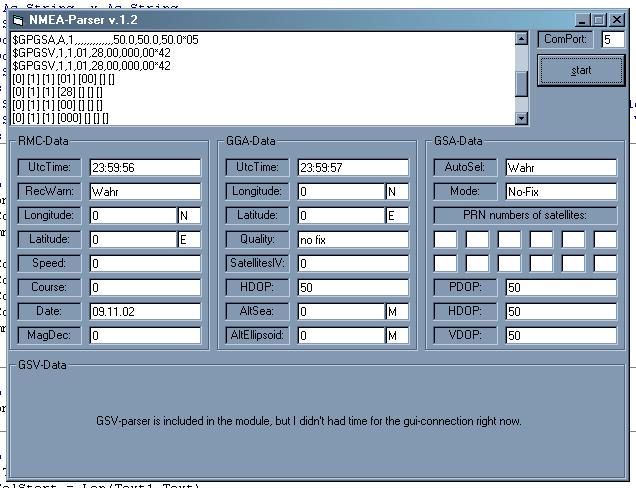 As String, y As String
NMEA-Parser v.1.2
$GPGSA,A,1,,,,,,,,,,,,,50.0,50.0,50.0*05
$GPGSV,1,1,01,28,00,000,00*42
$GPGSV,1,1,01,28,00,000,00*42
[0] [1] [1] [01] [00] [] []
[0] [1] [1] [28] [] [] []
[0] [1] [1] [00] [] [] []
[0] [1] [1] [000] [] [] []
ComPort: 5
start
RMC-Data
UtcTime: 23:59:56
RecWarn: Wahr
Longitude: 0 N
Latitude: 0 E
Speed: 0
Course: 0
Date: 09.11.02
MagDec: 0
GGA-Data
UtcTime: 23:59:57
Longitude: 0 N
Latitude: 0 E
Quality: no fix
SatellitesIV: 0
HDOP: 50
AltSea: 0 M
AltEllipsoid: 0 M
GSA-Data
AutoSel: Wahr
Mode: No-Fix
PRN numbers of satellites:
PDOP: 50
HDOP: 50
VDOP: 50
GSV-Data
GSV-parser is included in the module, but I didn't had time for the gui-connection right now.
elStart = Len(Text1.Text)